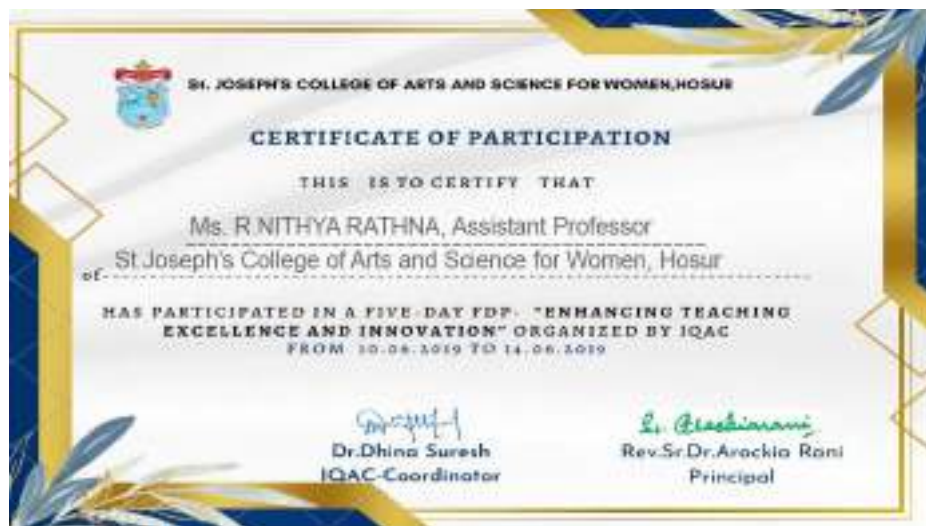 St. JOSEPH'S COLLEGE OF ARTS AND SCIENCE FOR WOMEN,HOSUR
CERTIFICATE OF PARTICIPATION
THIS IS TO CERTIFY THAT
Ms. R.NITHYA RATHNA, Assistant Professor
of St.Joseph's College of Arts and Science for Women, Hosur
HAS PARTICIPATED IN A FIVE-DAY FDP- "ENHANCING TEACHING
EXCELLENCE AND INNOVATION" ORGANIZED BY IQAC
FROM 10.06.2019 TO 14.06.2019
Dr.Dhina Suresh
IQAC-Coordinator
Sr. Arockiarani
Rev.Sr.Dr.Arockia Rani
Principal